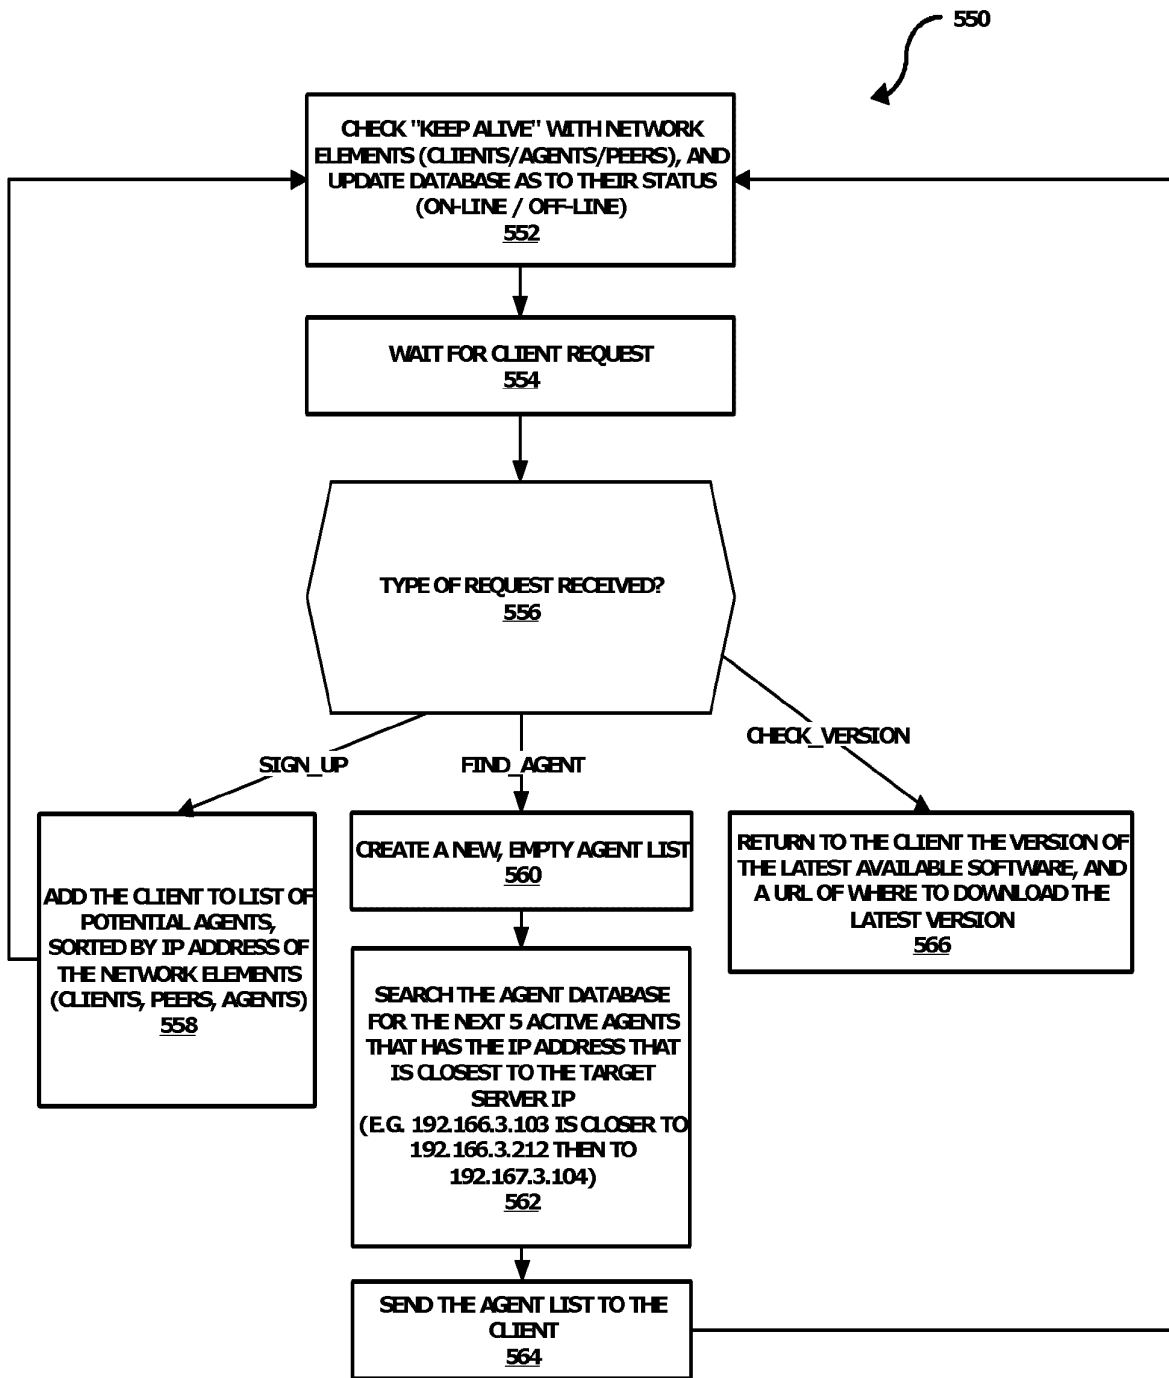 550
CHECK "KEEP ALIVE" WITH NETWORK
ELEMENTS (CLIENTS/AGENTS/PEERS), AND
UPDATE DATABASE AS TO THEIR STATUS
(ON-LINE / OFF-LINE)
552
WAIT FOR CLIENT REQUEST
554
TYPE OF REQUEST RECEIVED?
556
SIGN_UP
FIND_AGENT
CHECK_VERSION
ADD THE CLIENT TO LIST OF
POTENTIAL AGENTS,
SORTED BY IP ADDRESS OF
THE NETWORK ELEMENTS
(CLIENTS, PEERS, AGENTS)
558
CREATE A NEW, EMPTY AGENT LIST
560
SEARCH THE AGENT DATABASE
FOR THE NEXT 5 ACTIVE AGENTS
THAT HAS THE IP ADDRESS THAT
IS CLOSEST TO THE TARGET
SERVER IP
(E.G. 192.166.3.103 IS CLOSER TO
192.166.3.212 THEN TO
192.167.3.104)
562
SEND THE AGENT LIST TO THE
CLIENT
564
RETURN TO THE CLIENT THE VERSION OF
THE LATEST AVAILABLE SOFTWARE, AND
A URL OF WHERE TO DOWNLOAD THE
LATEST VERSION
566